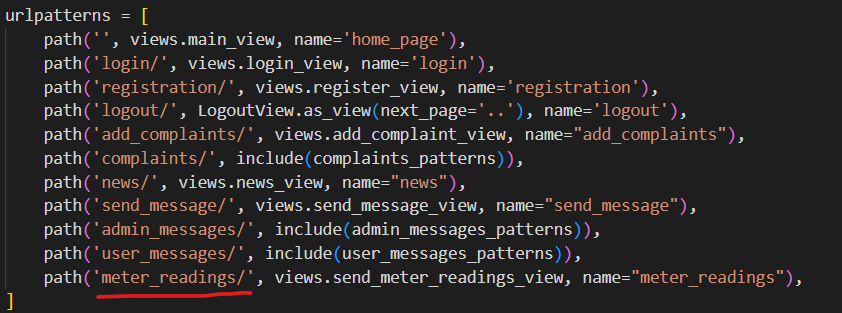 urlpatterns = [
    path('', views.main_view, name='home_page'),
    path('login/', views.login_view, name='login'),
    path('registration/', views.register_view, name='registration'),
    path('logout/', LogoutView.as_view(next_page='..'), name='logout'),
    path('add_complaints/', views.add_complaint_view, name="add_complaints"),
    path('complaints/', include(complaints_patterns)),
    path('news/', views.news_view, name="news"),
    path('send_message/', views.send_message_view, name="send_message"),
    path('admin_messages/', include(admin_messages_patterns)),
    path('user_messages/', include(user_messages_patterns)),
    path('meter_readings/', views.send_meter_readings_view, name="meter_readings"),
]